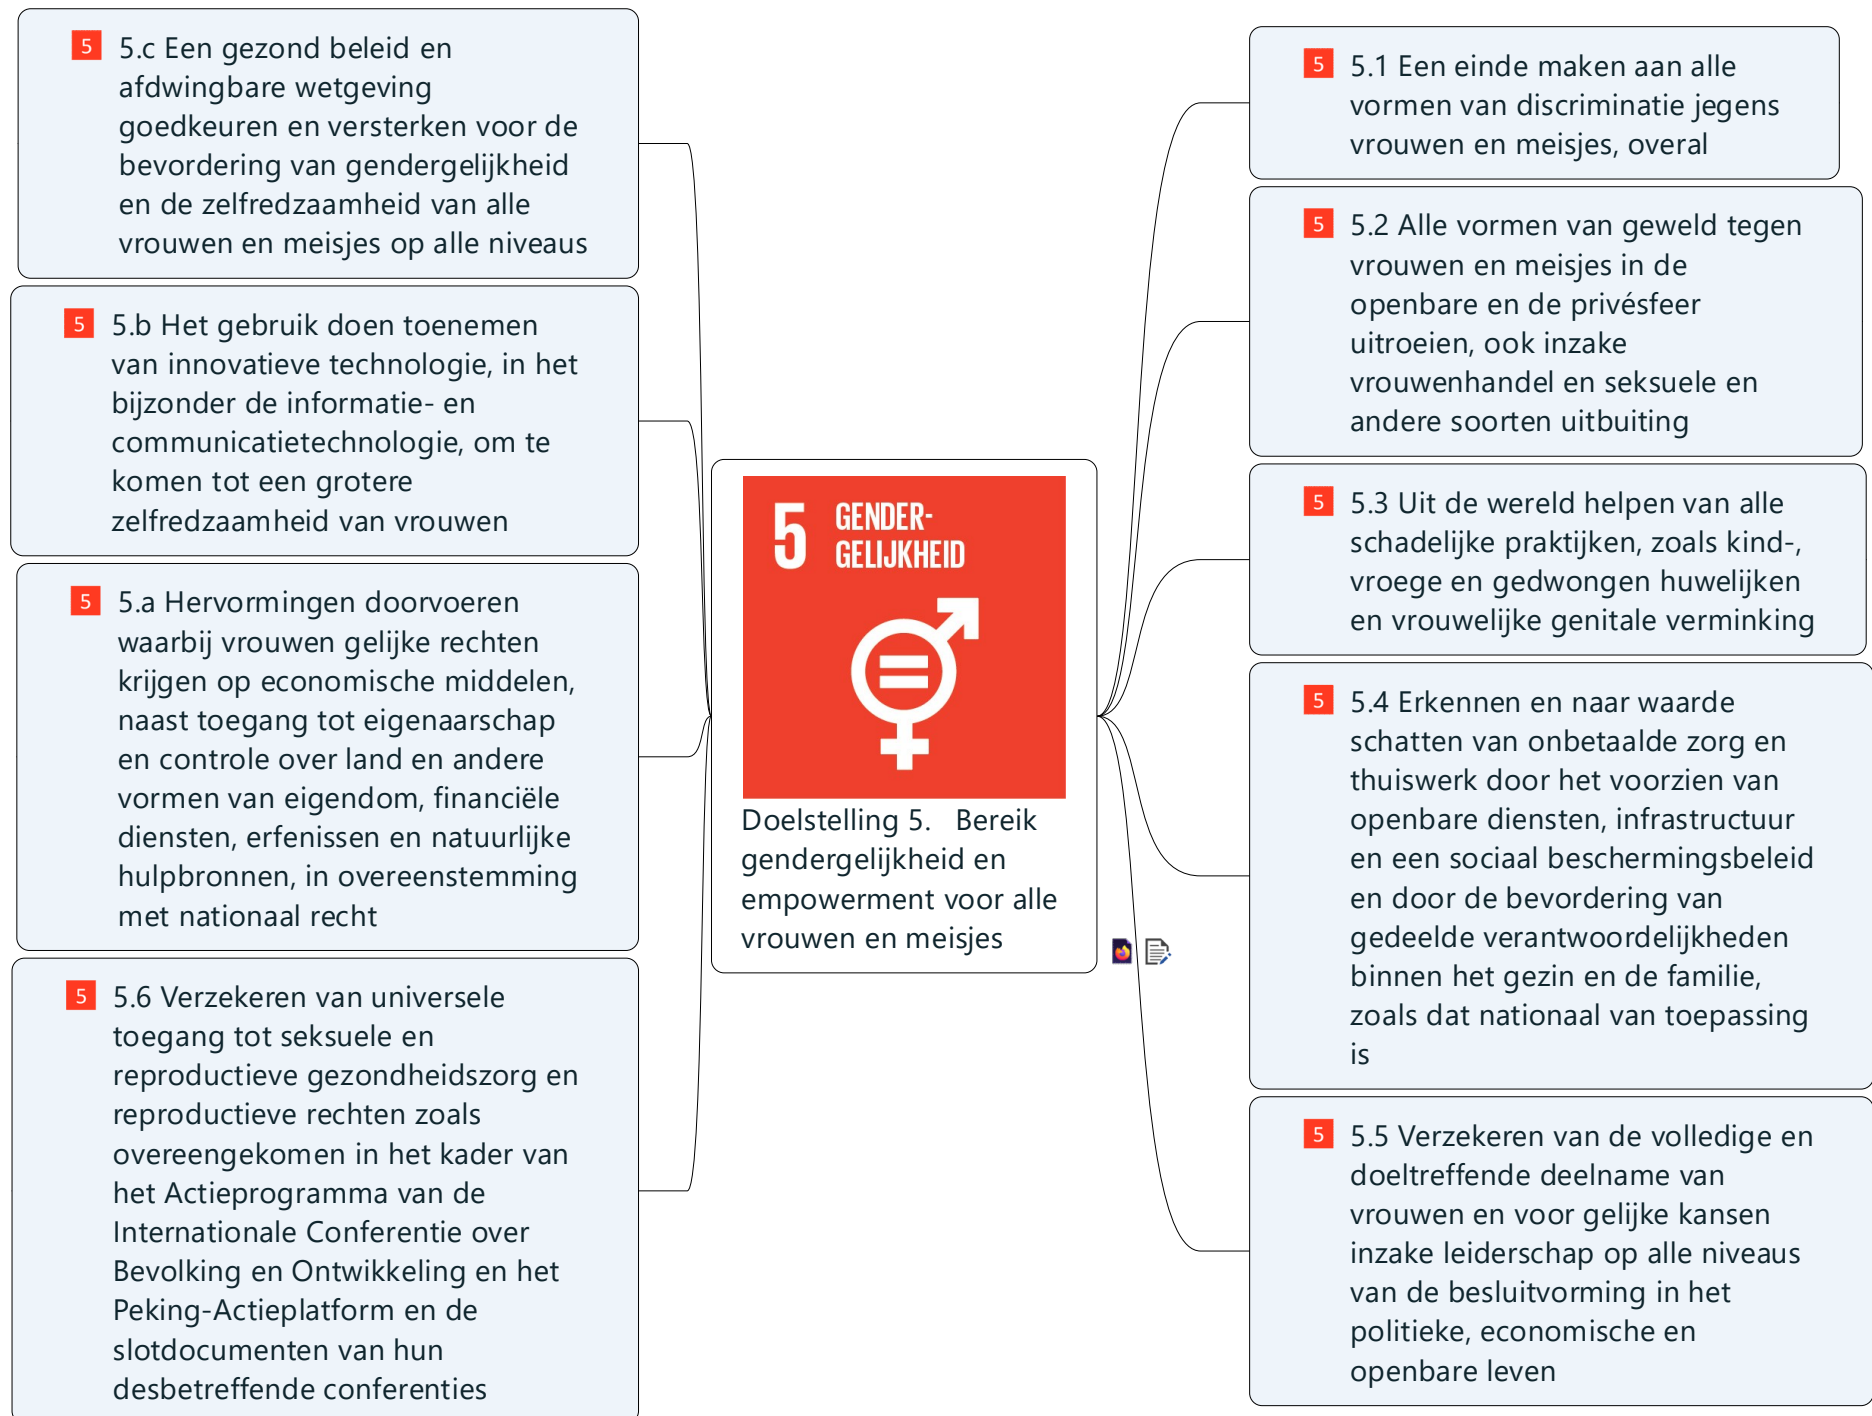 5 5.c Een gezond beleid en
afdwingbare wetgeving
goedkeuren en versterken voor de
bevordering van gendergelijkheid
en de zelfredzaamheid van alle
vrouwen en meisjes op alle niveaus
5 5.b Het gebruik doen toenemen
van innovatieve technologie, in het
bijzonder de informatie- en
communicatietechnologie, om te
komen tot een grotere
zelfredzaamheid van vrouwen
5 5.a Hervormingen doorvoeren
waarbij vrouwen gelijke rechten
krijgen op economische middelen,
naast toegang tot eigenaarschap
en controle over land en andere
vormen van eigendom, financiële
diensten, erfenissen en natuurlijke
hulpbronnen, in overeenstemming
met nationaal recht
5 5.6 Verzekeren van universele
toegang tot seksuele en
reproductieve gezondheidszorg en
reproductieve rechten zoals
overeengekomen in het kader van
het Actieprogramma van de
Internationale Conferentie over
Bevolking en Ontwikkeling en het
Peking-Actieplatform en de
slotdocumenten van hun
desbetreffende conferenties
5 GENDER-
GELIJKHEID
Doelstelling 5. Bereik
gendergelijkheid en
empowerment voor alle
vrouwen en meisjes
5 5.1 Een einde maken aan alle
vormen van discriminatie jegens
vrouwen en meisjes, overal
5 5.2 Alle vormen van geweld tegen
vrouwen en meisjes in de
openbare en de privésfeer
uitroeien, ook inzake
vrouwenhandel en seksuele en
andere soorten uitbuiting
5 5.3 Uit de wereld helpen van alle
schadelijke praktijken, zoals kind-,
vroege en gedwongen huwelijken
en vrouwelijke genitale verminking
5 5.4 Erkennen en naar waarde
schatten van onbetaalde zorg en
thuiswerk door het voorzien van
openbare diensten, infrastructuur
en een sociaal beschermingsbeleid
en door de bevordering van
gedeelde verantwoordelijkheden
binnen het gezin en de familie,
zoals dat nationaal van toepassing
is
5 5.5 Verzekeren van de volledige en
doeltreffende deelname van
vrouwen en voor gelijke kansen
inzake leiderschap op alle niveaus
van de besluitvorming in het
politieke, economische en
openbare leven